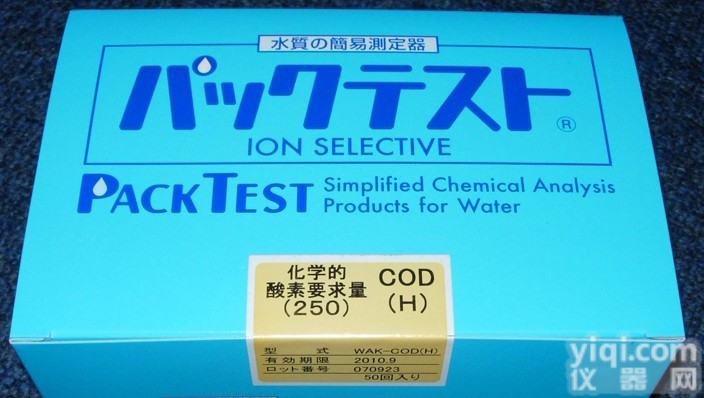 水質の簡易測定器
パックテスト®
ION SELECTIVE
PACKTEST
Simplified Chemical Analysis
Products for Water
化学的
酸素要求量
(250)
COD
(H)
型 式 WAK-COD(H)
有効期限 2010.9
ロット番号 070923
50回入り
yiqi.com
仪器网